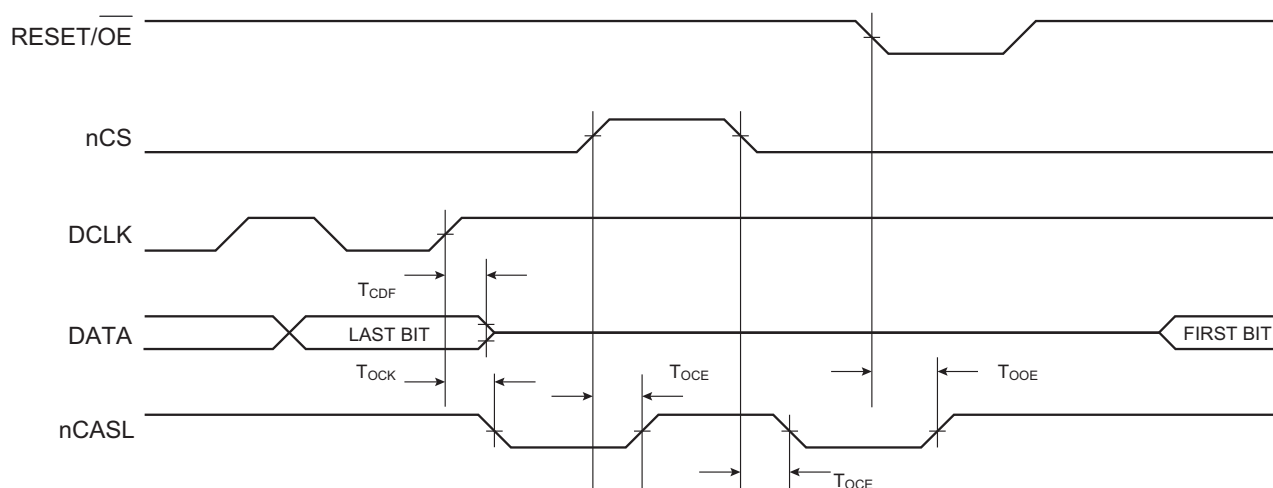 RESET/OE
nCS
DCLK
TCDF
DATA
LAST BIT
FIRST BIT
TOCK
TOCE
TOOE
nCASL
TOCE